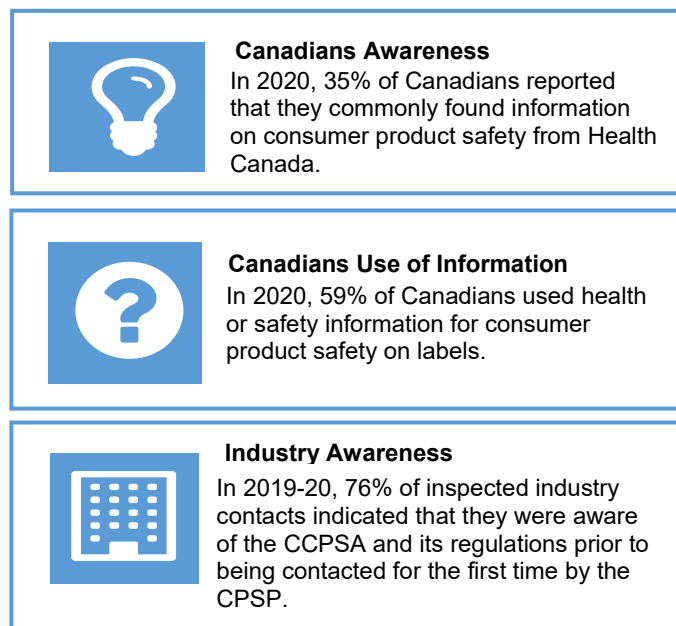 Canadians Awareness
In 2020, 35% of Canadians reported
that they commonly found information
on consumer product safety from Health
Canada.
Canadians Use of Information
In 2020, 59% of Canadians used health
or safety information for consumer
product safety on labels.
Industry Awareness
In 2019-20, 76% of inspected industry
contacts indicated that they were aware
of the CCPSA and its regulations prior to
being contacted for the first time by the
CPSP.